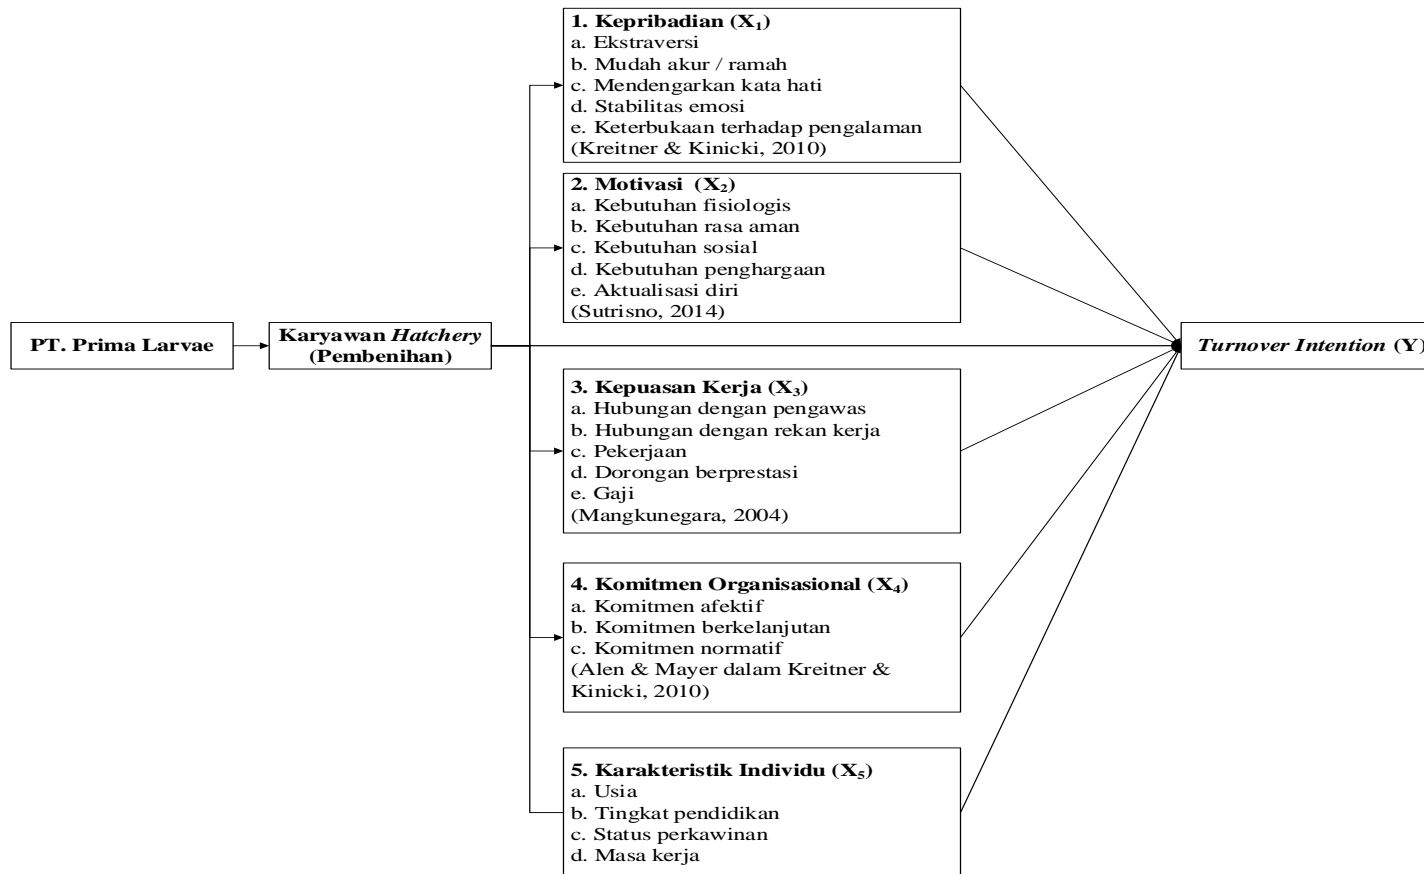 PT. Prima Larvae
Karyawan Hatchery
(Pembenihan)
1. Kepribadian (X₁)
a. Ekstraversi
b. Mudah akur / ramah
c. Mendengarkan kata hati
d. Stabilitas emosi
e. Keterbukaan terhadap pengalaman
(Kreitner & Kinicki, 2010)
2. Motivasi (X₂)
a. Kebutuhan fisiologis
b. Kebutuhan rasa aman
c. Kebutuhan sosial
d. Kebutuhan penghargaan
e. Aktualisasi diri
(Sutrisno, 2014)
3. Kepuasan Kerja (X₃)
a. Hubungan dengan pengawas
b. Hubungan dengan rekan kerja
c. Pekerjaan
d. Dorongan berprestasi
e. Gaji
(Mangkunegara, 2004)
4. Komitmen Organisasional (X₄)
a. Komitmen afektif
b. Komitmen berkelanjutan
c. Komitmen normatif
(Alen & Mayer dalam Kreitner &
Kinicki, 2010)
5. Karakteristik Individu (X₅)
a. Usia
b. Tingkat pendidikan
c. Status perkawinan
d. Masa kerja
Turnover Intention (Y)